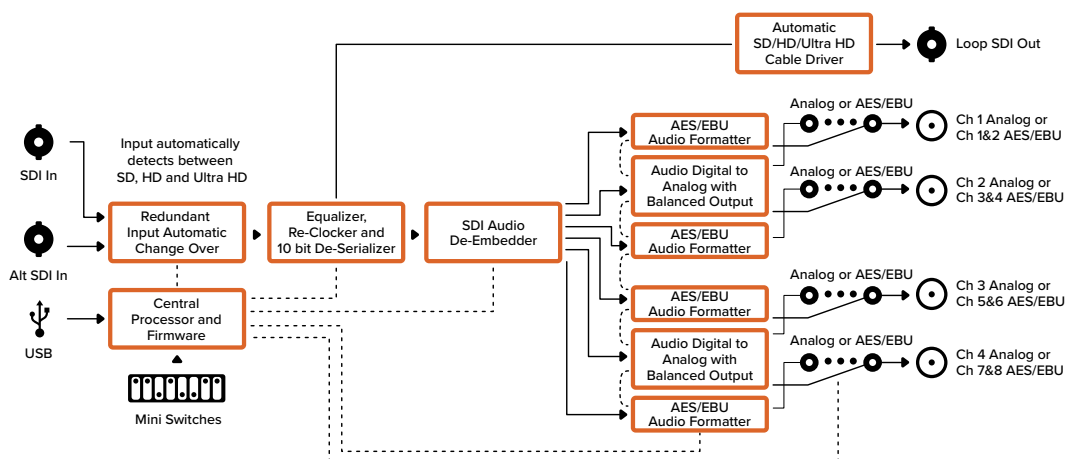 Automatic
SD/HD/Ultra HD
Cable Driver
Loop SDI Out
SDI In
Input automatically
detects between
SD, HD and Ultra HD
Alt SDI In
Redundant
Input Automatic
Change Over
Equalizer,
Re-Clocker and
10 bit De-Serializer
SDI Audio
De-Embedder
USB
Central
Processor and
Firmware
Mini Switches
AES/EBU
Audio Formatter
Audio Digital to
Analog with
Balanced Output
AES/EBU
Audio Formatter
AES/EBU
Audio Formatter
Audio Digital to
Analog with
Balanced Output
AES/EBU
Audio Formatter
Analog or AES/EBU
Ch 1 Analog or
Ch 1&2 AES/EBU
Analog or AES/EBU
Ch 2 Analog or
Ch 3&4 AES/EBU
Analog or AES/EBU
Ch 3 Analog or
Ch 5&6 AES/EBU
Analog or AES/EBU
Ch 4 Analog or
Ch 7&8 AES/EBU